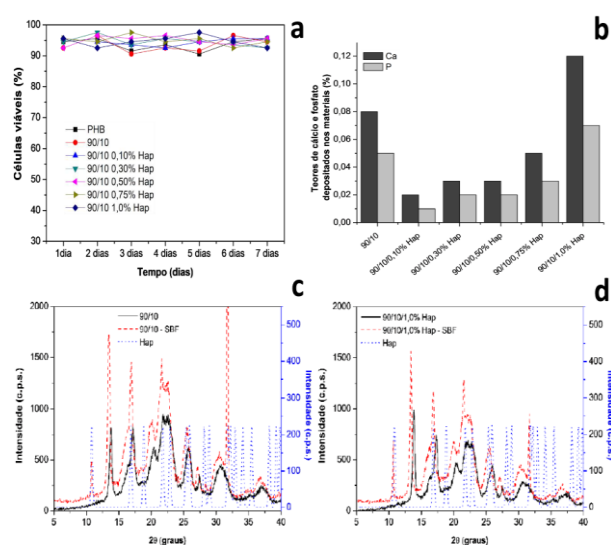 a
Células viáveis (%)
100
90
80
70
60
50
40
30
PHB
90/10
90/10 0,10% Hap
90/10 0,30% Hap
90/10 0,50% Hap
90/10 0,75% Hap
90/10 1,0% Hap
1dia 2 dias 3 dias 4 dias 5 dias 6 dias 7 dias
Tempo (dias)
b
Teores de cálcio e fosfato
depositados nos materiais (%)
0,12
0,10
0,08
0,06
0,04
0,02
0,00
Ca
P
90/10
90/10/0,10% Hap
90/10/0,30% Hap
90/10/0,50% Hap
90/10/0,75% Hap
90/10/1,0% Hap
c
Intensidade (c.p.s.)
2000
1500
1000
500
0
90/10
90/10 - SBF
Hap
500
400
300
200
100
0
Intensidade (c.p.s)
5 10 15 20 25 30 35 40
2θ (graus)
d
Intensidade (c.p.s.)
2000
1500
1000
500
0
90/10/1,0% Hap
90/10/1,0% Hap - SBF
Hap
500
400
300
200
100
0
Intensidade (c.p.s)
5 10 15 20 25 30 35 40
2θ (graus)